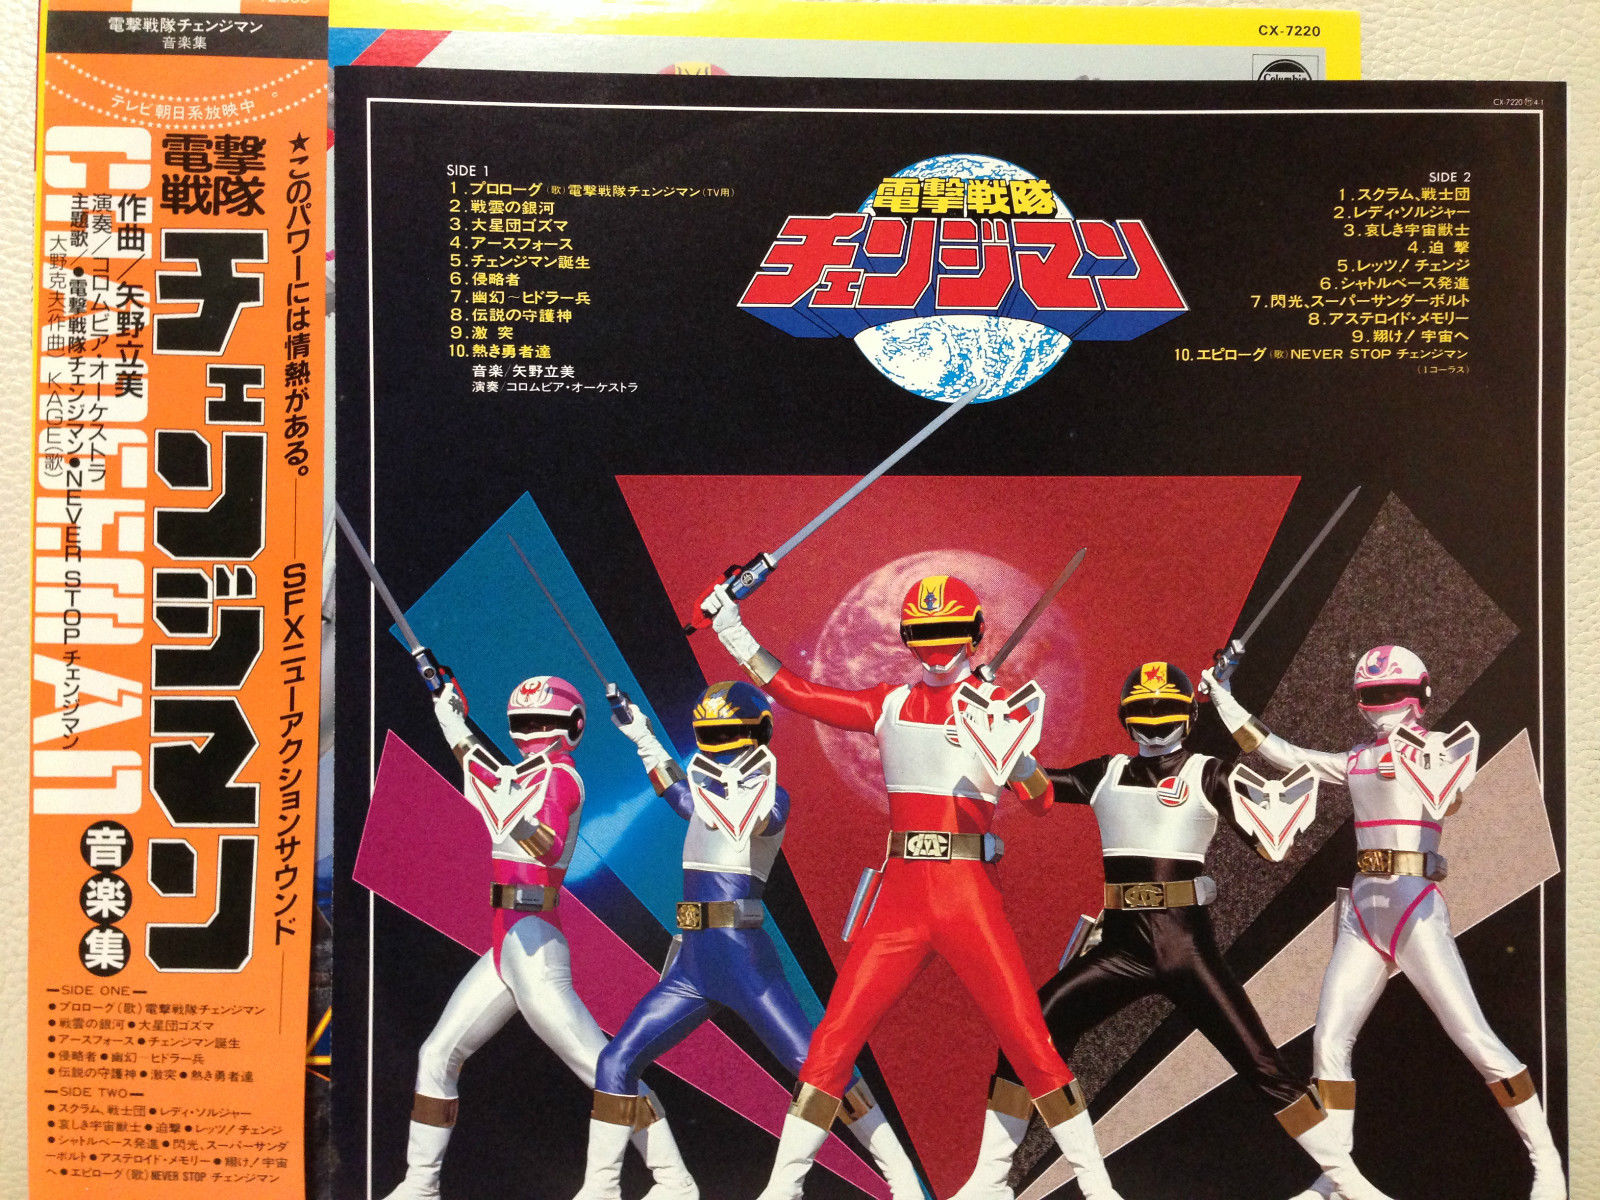 電撃戦隊チェンジマン
音楽集
テレビ朝日系放映中。
CHANGEMAN
★このパワーには情熱がある。——SFXニューアクションサウンド——
電撃
戦隊
チェンジマン
音楽集
作曲/矢野立美
演奏/コロムビア・オーケストラ
主題歌/●電撃戦隊チェンジマン●NEVER STOP チェンジマン
大野克夫(作曲) KAGE(歌)
—SIDE ONE—
●プロローグ(歌)電撃戦隊チェンジマン
●戦雲の銀河●大星団ゴズマ
●アースフォース●チェンジマン誕生
●侵略者●幽幻〜ヒドラー兵
●伝説の守護神●激突●熱き勇者達
—SIDE TWO—
●スクラム、戦士団●レディ・ソルジャー
●哀しき宇宙獣士●迫撃●レッツ!チェンジ
●シャトルベース発進●閃光、スーパーサンダ
ーボルト●アステロイド・メモリー●翔け!宇宙
へ●エピローグ(歌)NEVER STOP チェンジマン
CX-7220
Columbia
SIDE 1
1.プロローグ(歌)電撃戦隊チェンジマン(TV用)
2.戦雲の銀河
3.大星団ゴズマ
4.アースフォース
5.チェンジマン誕生
6.侵略者
7.幽幻〜ヒドラー兵
8.伝説の守護神
9.激 突
10.熱き勇者達
音楽/矢野立美
演奏/コロムビア・オーケストラ
電撃戦隊
チェンジマン
SIDE 2
1.スクラム、戦士団
2.レディ・ソルジャー
3.哀しき宇宙獣士
4.迫 撃
5.レッツ!チェンジ
6.シャトルベース発進
7.閃光、スーパーサンダーボルト
8.アステロイド・メモリー
9.翔け!宇宙へ
10.エピローグ(歌)NEVER STOP チェンジマン
(1コーラス)